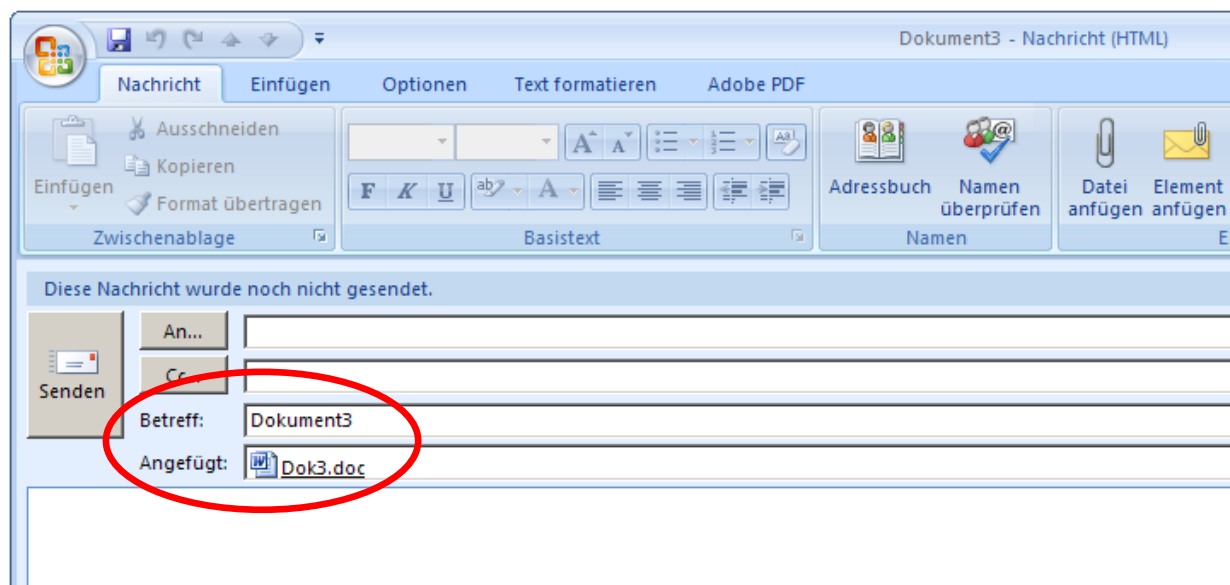 Dokument3 - Nachricht (HTML)
Nachricht Einfügen Optionen Text formatieren Adobe PDF
Einfügen
Ausschneiden
Kopieren
Format übertragen
Zwischenablage
F K U
Basistext
Adressbuch
Namen
überprüfen
Namen
Datei
anfügen
Element
anfügen
E
Diese Nachricht wurde noch nicht gesendet.
Senden
An...
Cc...
Betreff: Dokument3
Angefügt: Dok3.doc